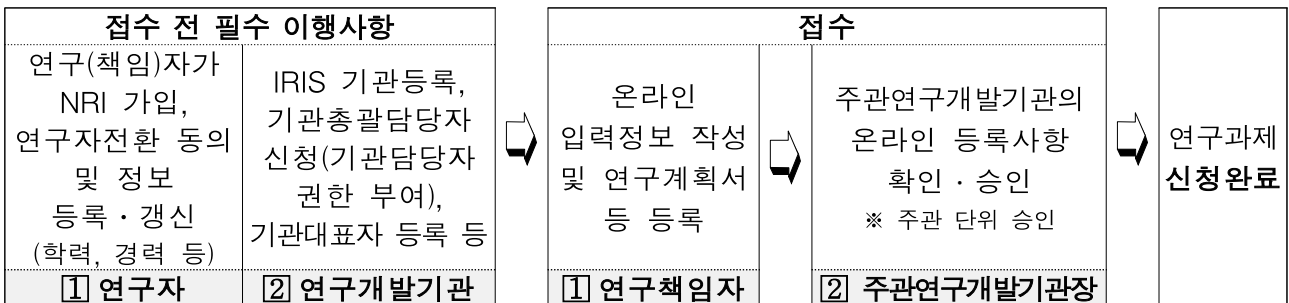 접수 전 필수 이행사항
연구(책임)자가
NRI 가입,
연구자전환 동의
및 정보
등록·갱신
(학력, 경력 등)
1 연구자
IRIS 기관등록,
기관총괄담당자
신청(기관담당자
권한 부여),
기관대표자 등록 등
2 연구개발기관
접수
온라인
입력정보 작성
및 연구계획서
등 등록
1 연구책임자
주관연구개발기관의
온라인 등록사항
확인·승인
※ 주관 단위 승인
2 주관연구개발기관장
연구과제
신청완료